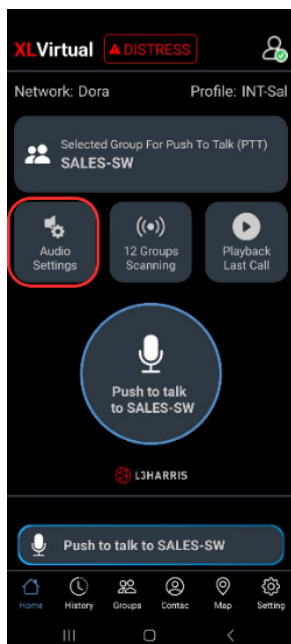 XLVirtual
DISTRESS
Network: Dora
Profile: INT-Sal
Selected Group For Push To Talk (PTT)
SALES-SW
Audio
Settings
12 Groups
Scanning
Playback
Last Call
Push to talk
to SALES-SW
L3HARRIS
Push to talk to SALES-SW
Home
History
Groups
Contac
Map
Setting